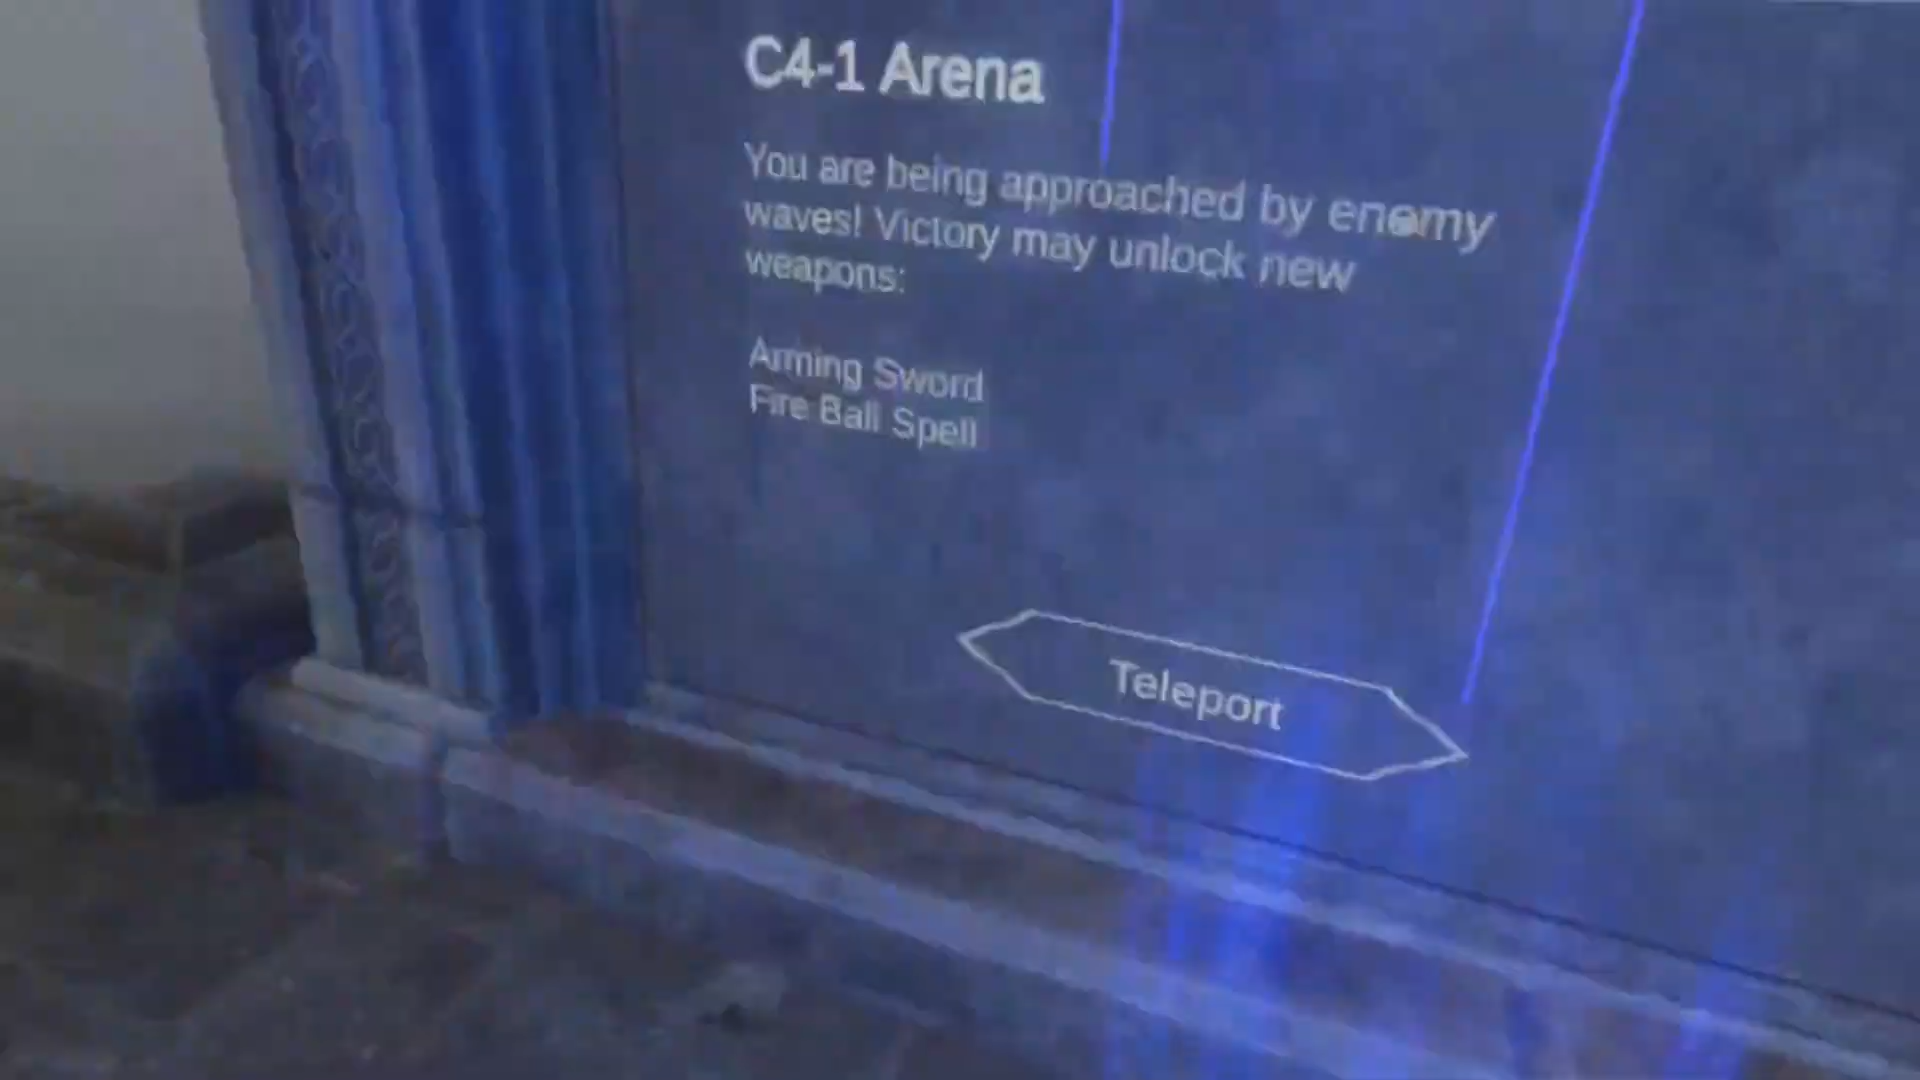 C4-1 Arena
You are being approached by enemy
waves! Victory may unlock new
weapons:
Arming Sword
Fire Ball Spell
Teleport